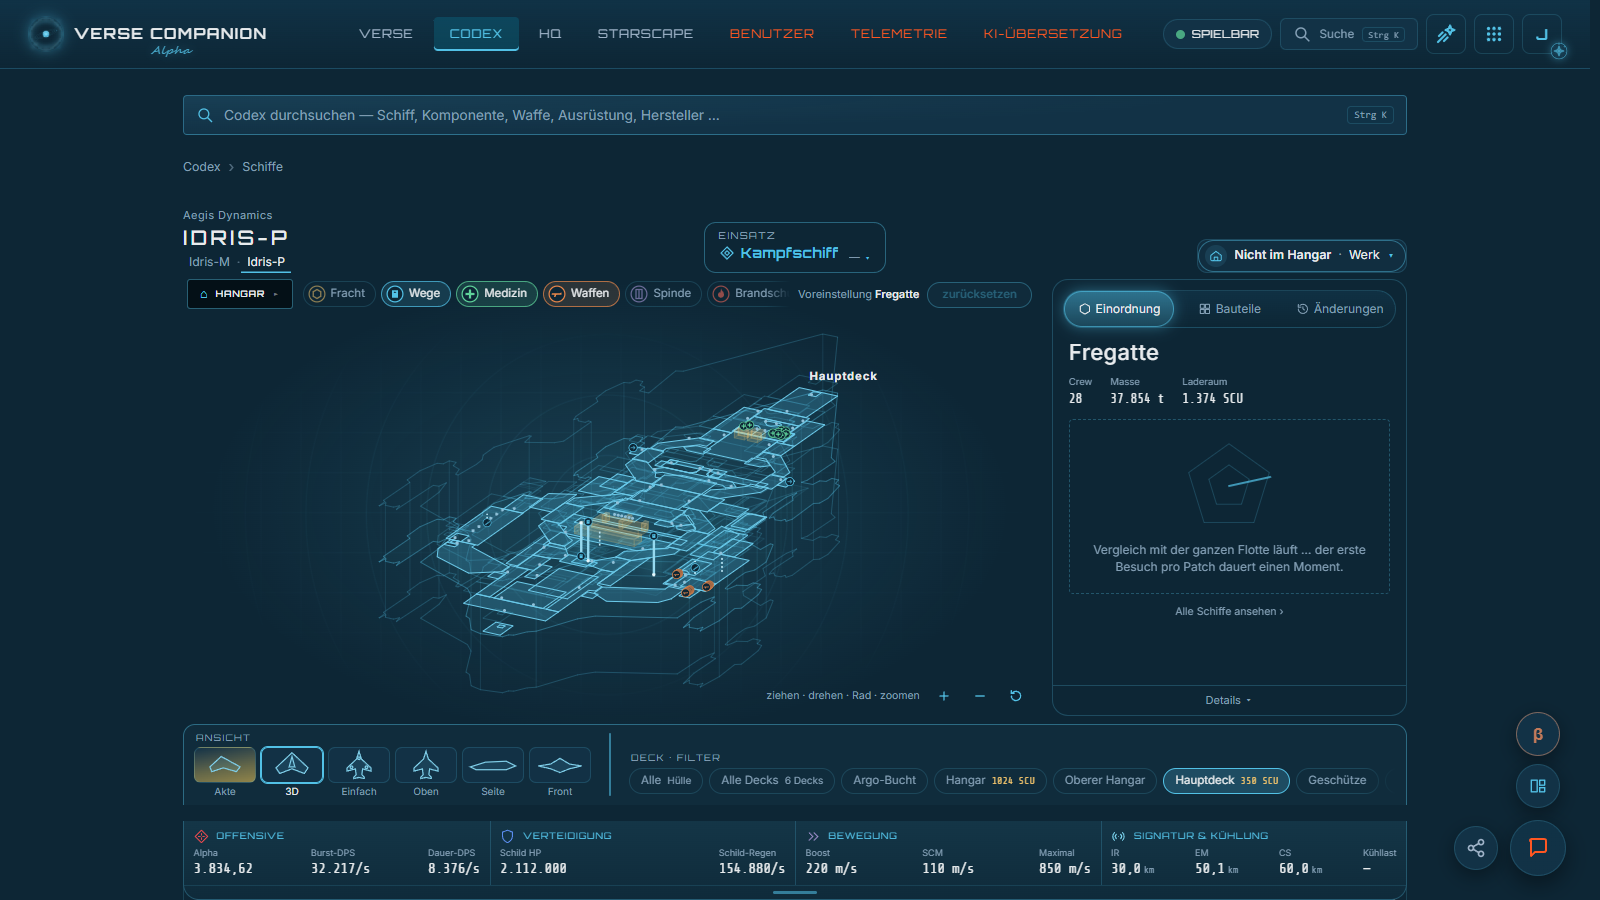 VERSE COMPANION
Alpha
VERSE
CODEX
HQ
STARSCAPE
BENUTZER
TELEMETRIE
KI-ÜBERSETZUNG
SPIELBAR
Suche Strg K
Codex durchsuchen — Schiff, Komponente, Waffe, Ausrüstung, Hersteller ...
Strg K
Codex › Schiffe
Aegis Dynamics
IDRIS-P
Idris-M · Idris-P
EINSATZ
Kampfschiff
Nicht im Hangar · Werk
HANGAR
Fracht
Wege
Medizin
Waffen
Spinde
Brandsch
Voreinstellung Fregatte
zurücksetzen
Hauptdeck
ziehen · drehen · Rad · zoomen
Einordnung
Bauteile
Änderungen
Fregatte
Crew Masse Laderaum
28 37.854 t 1.374 SCU
Vergleich mit der ganzen Flotte läuft ... der erste
Besuch pro Patch dauert einen Moment.
Alle Schiffe ansehen ›
Details
ANSICHT
Akte
3D
Einfach
Oben
Seite
Front
DECK · FILTER
Alle Hülle
Alle Decks 6 Decks
Argo-Bucht
Hangar 1024 SCU
Oberer Hangar
Hauptdeck 350 SCU
Geschütze
β
OFFENSIVE
Alpha Burst-DPS Dauer-DPS
3.834,62 32.217/s 8.376/s
VERTEIDIGUNG
Schild HP Schild-Regen
2.112.000 154.880/s
BEWEGUNG
Boost SCM Maximal
220 m/s 110 m/s 850 m/s
SIGNATUR & KÜHLUNG
IR EM CS Kühllast
30,0 km 50,1 km 60,0 km —